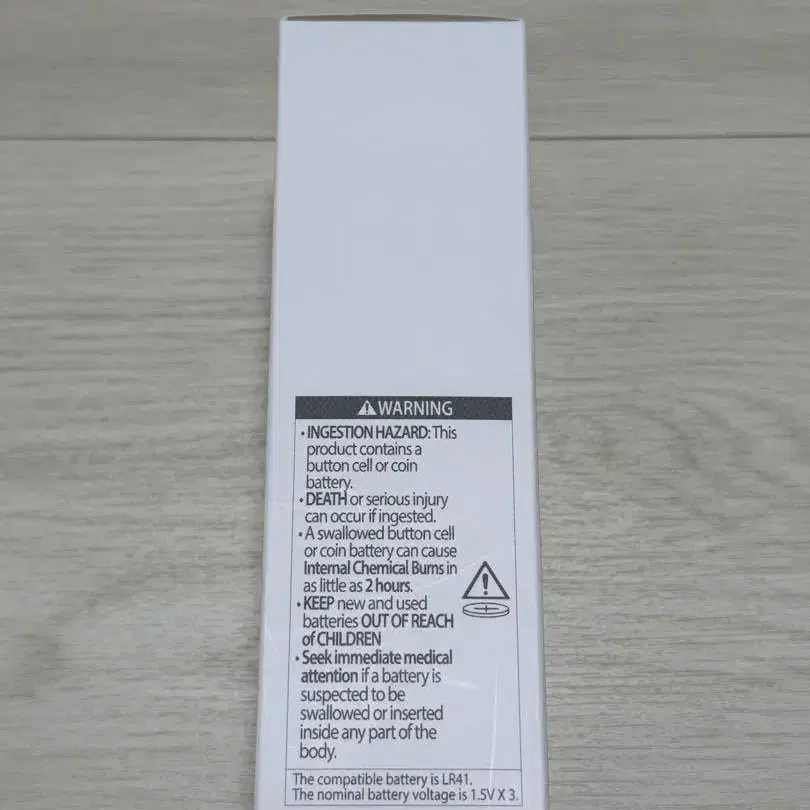 ⚠WARNING
• INGESTION HAZARD: This
product contains a
button cell or coin
battery.
• DEATH or serious injury
can occur if ingested.
• A swallowed button cell
or coin battery can cause
Internal Chemical Burns in
as little as 2 hours.
• KEEP new and used
batteries OUT OF REACH
of CHILDREN
• Seek immediate medical
attention if a battery is
suspected to be
swallowed or inserted
inside any part of the
body.
The compatible battery is LR41.
The nominal battery voltage is 1.5V X 3.